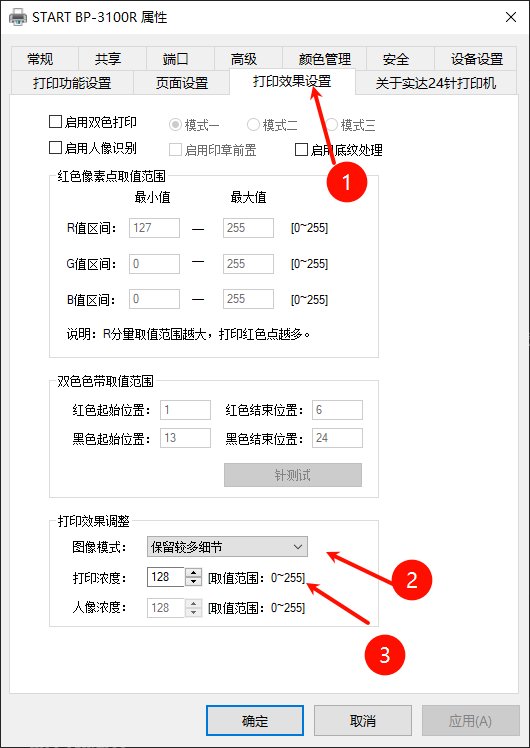 START BP-3100R 属性
常规 共享 端口 高级 颜色管理 安全 设备设置
打印功能设置 页面设置 打印效果设置 关于实达24针打印机
启用双色打印 模式一 模式二 模式三
启用人像识别 启用印章前置 启用底纹处理
1
红色像素点取值范围
最小值 最大值
R值区间: 127 — 255 [0~255]
G值区间: 0 — 255 [0~255]
B值区间: 0 — 255 [0~255]
说明:R分量取值范围越大,打印红色点越多。
双色色带取值范围
红色起始位置: 1 红色结束位置: 6
黑色起始位置: 13 黑色结束位置: 24
针测试
打印效果调整
图像模式: 保留较多细节
2
打印浓度: 128 [取值范围:0~255]
人像浓度: 128 [取值范围:0~255]
3
确定 取消 应用(A)